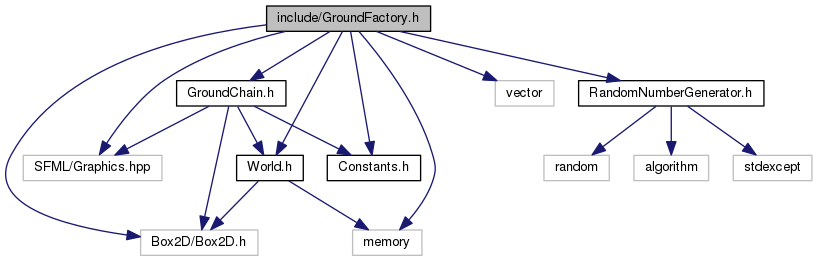 include/GroundFactory.h
GroundChain.h
vector
RandomNumberGenerator.h
SFML/Graphics.hpp
World.h
Constants.h
random
algorithm
stdexcept
Box2D/Box2D.h
memory